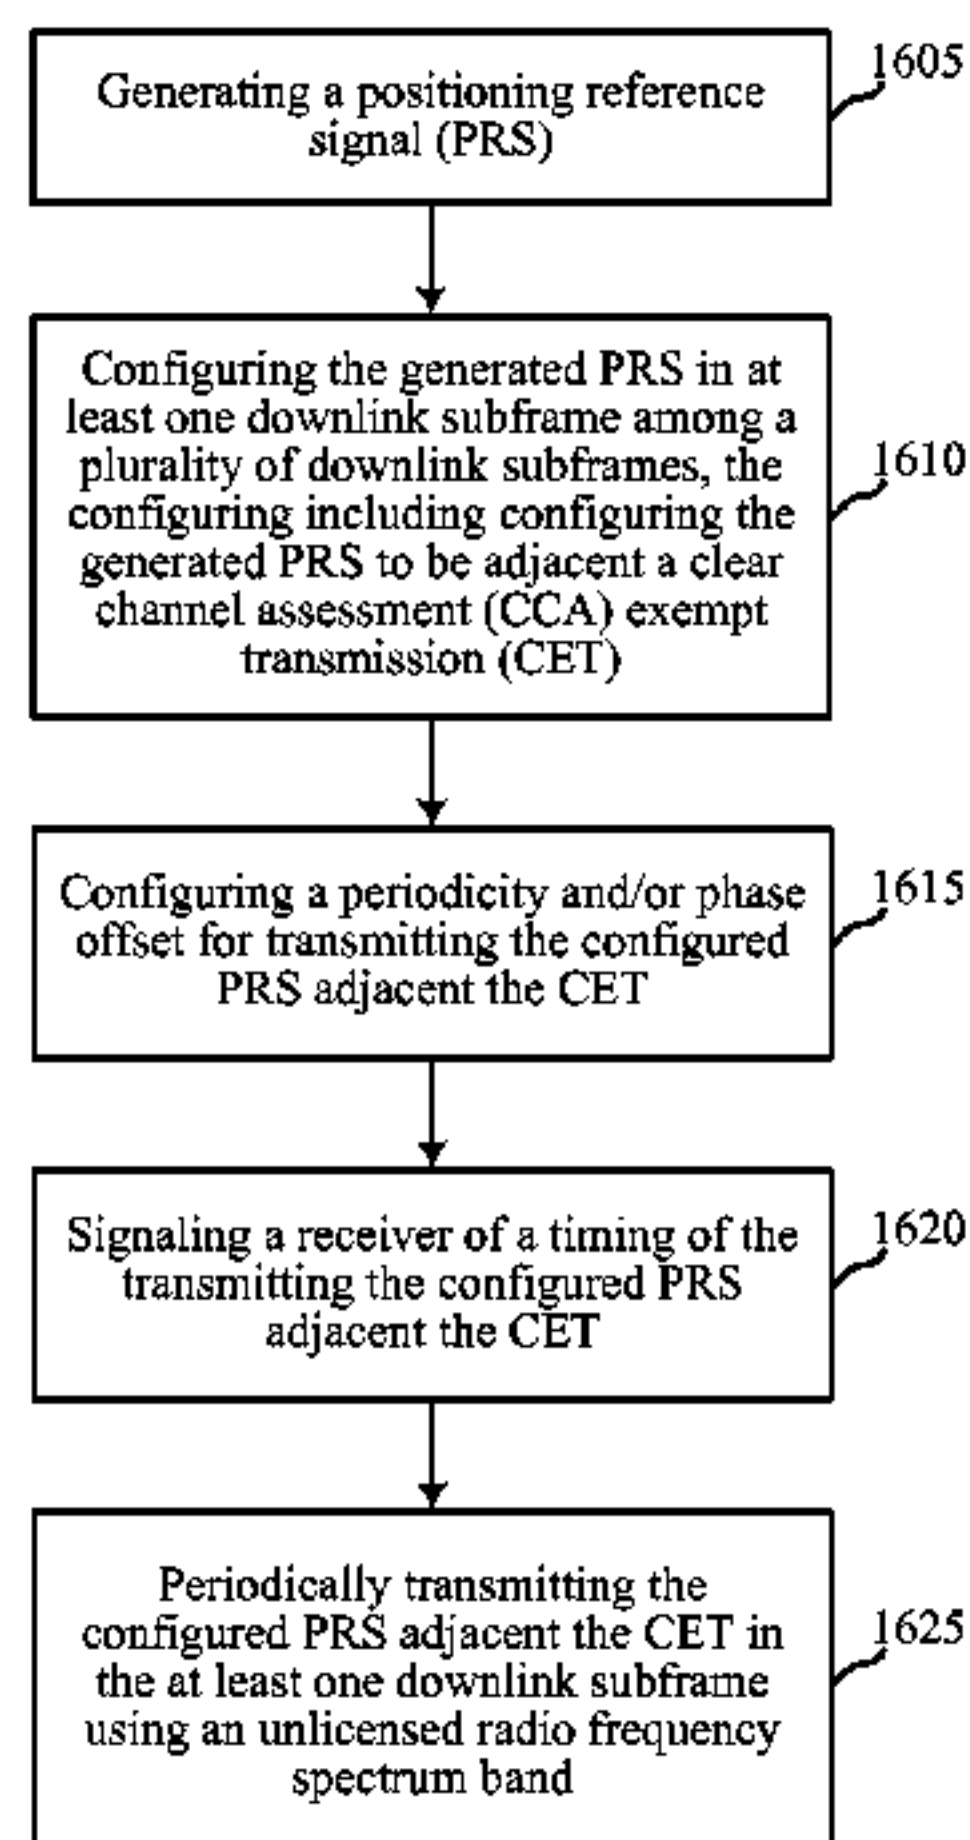 Generating a positioning reference
signal (PRS)
1605
Configuring the generated PRS in at
least one downlink subframe among a
plurality of downlink subframes, the
configuring including configuring the
generated PRS to be adjacent a clear
channel assessment (CCA) exempt
transmission (CET)
1610
Configuring a periodicity and/or phase
offset for transmitting the configured
PRS adjacent the CET
1615
Signaling a receiver of a timing of the
transmitting the configured PRS
adjacent the CET
1620
Periodically transmitting the
configured PRS adjacent the CET in
the at least one downlink subframe
using an unlicensed radio frequency
spectrum band
1625